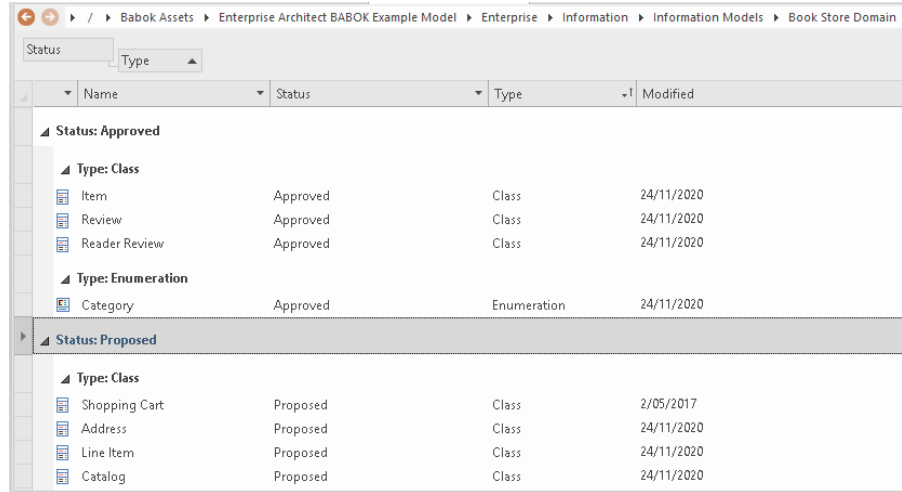 / Babok Assets Enterprise Architect BABOK Example Model Enterprise Information Information Models Book Store Domain
Status
Type
Name Status Type Modified
Status: Approved
Type: Class
Item Approved Class 24/11/2020
Review Approved Class 24/11/2020
Reader Review Approved Class 24/11/2020
Type: Enumeration
Category Approved Enumeration 24/11/2020
Status: Proposed
Type: Class
Shopping Cart Proposed Class 2/05/2017
Address Proposed Class 24/11/2020
Line Item Proposed Class 24/11/2020
Catalog Proposed Class 24/11/2020